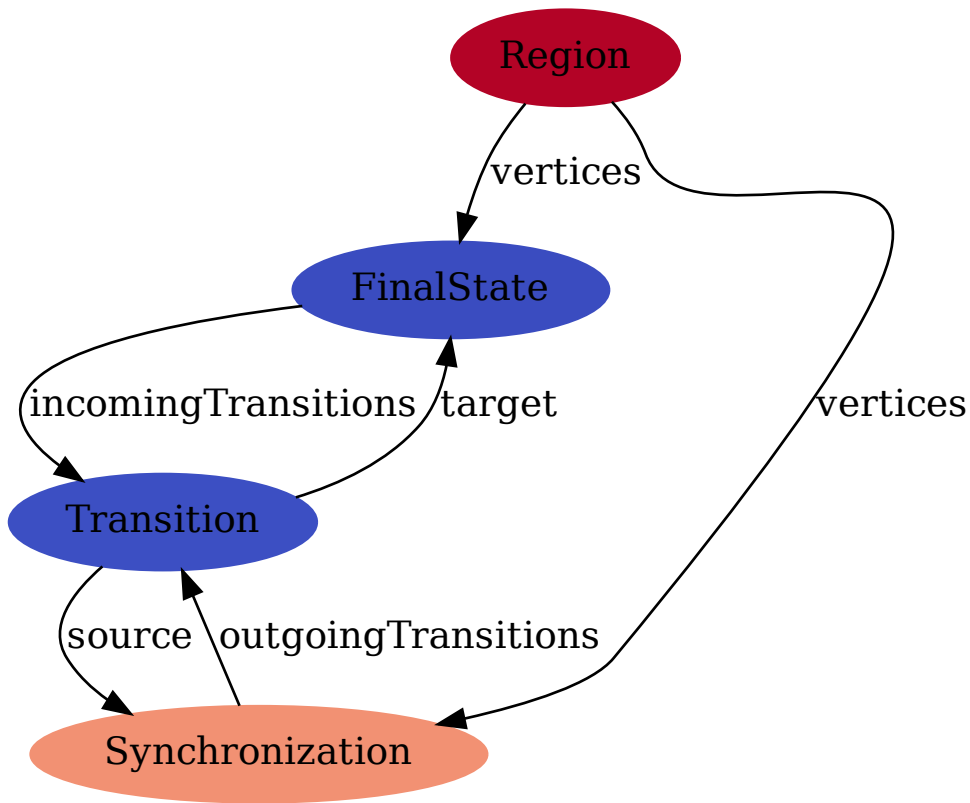 Region
vertices
FinalState
incomingTransitions
target
vertices
Transition
source
outgoingTransitions
Synchronization